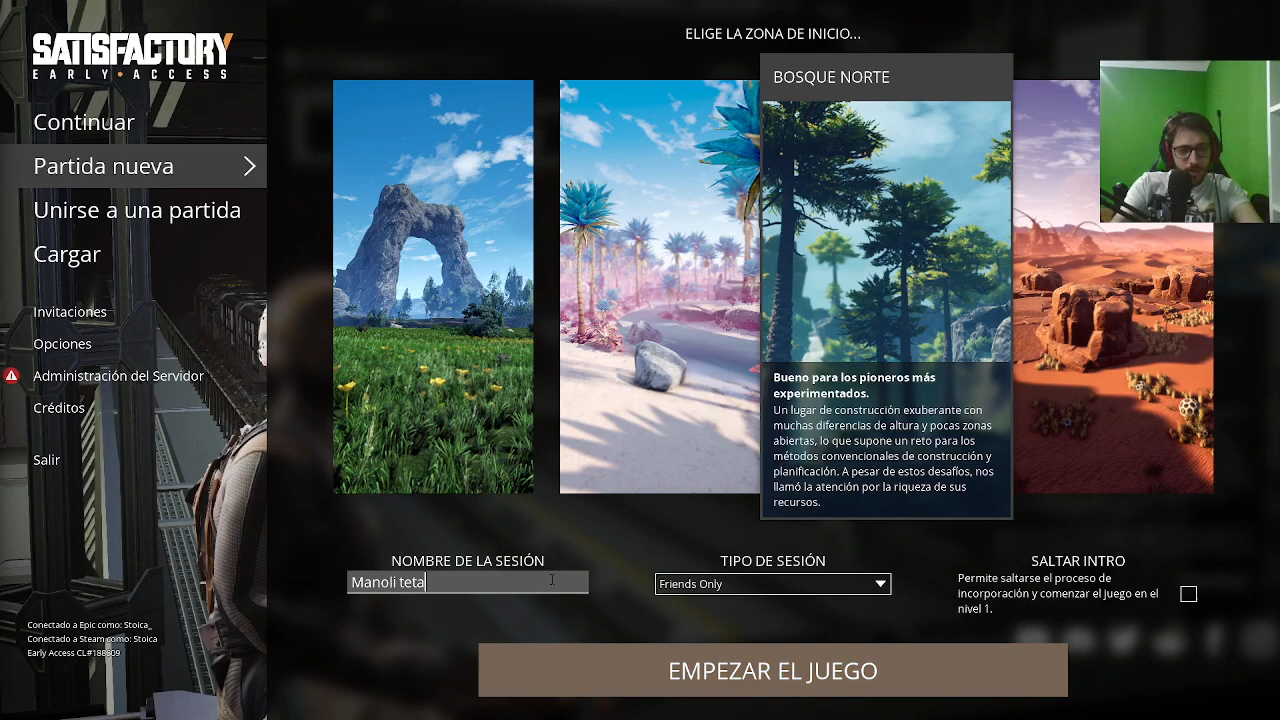 SATISFACTORY
EARLY ACCESS
Continuar
Partida nueva
Unirse a una partida
Cargar
Invitaciones
Opciones
Administración del Servidor
Créditos
Salir
Conectado a Epic como: Stoica_
Conectado a Steam como: Stoica
Early Access CL#188609
ELIGE LA ZONA DE INICIO...
BOSQUE NORTE
Bueno para los pioneros más
experimentados.
Un lugar de construcción exuberante con
muchas diferencias de altura y pocas zonas
abiertas, lo que supone un reto para los
métodos convencionales de construcción y
planificación. A pesar de estos desafíos, nos
llamó la atención por la riqueza de sus
recursos.
NOMBRE DE LA SESIÓN
Manoli teta
TIPO DE SESIÓN
Friends Only
SALTAR INTRO
Permite saltarse el proceso de
incorporación y comenzar el juego en el
nivel 1.
EMPEZAR EL JUEGO